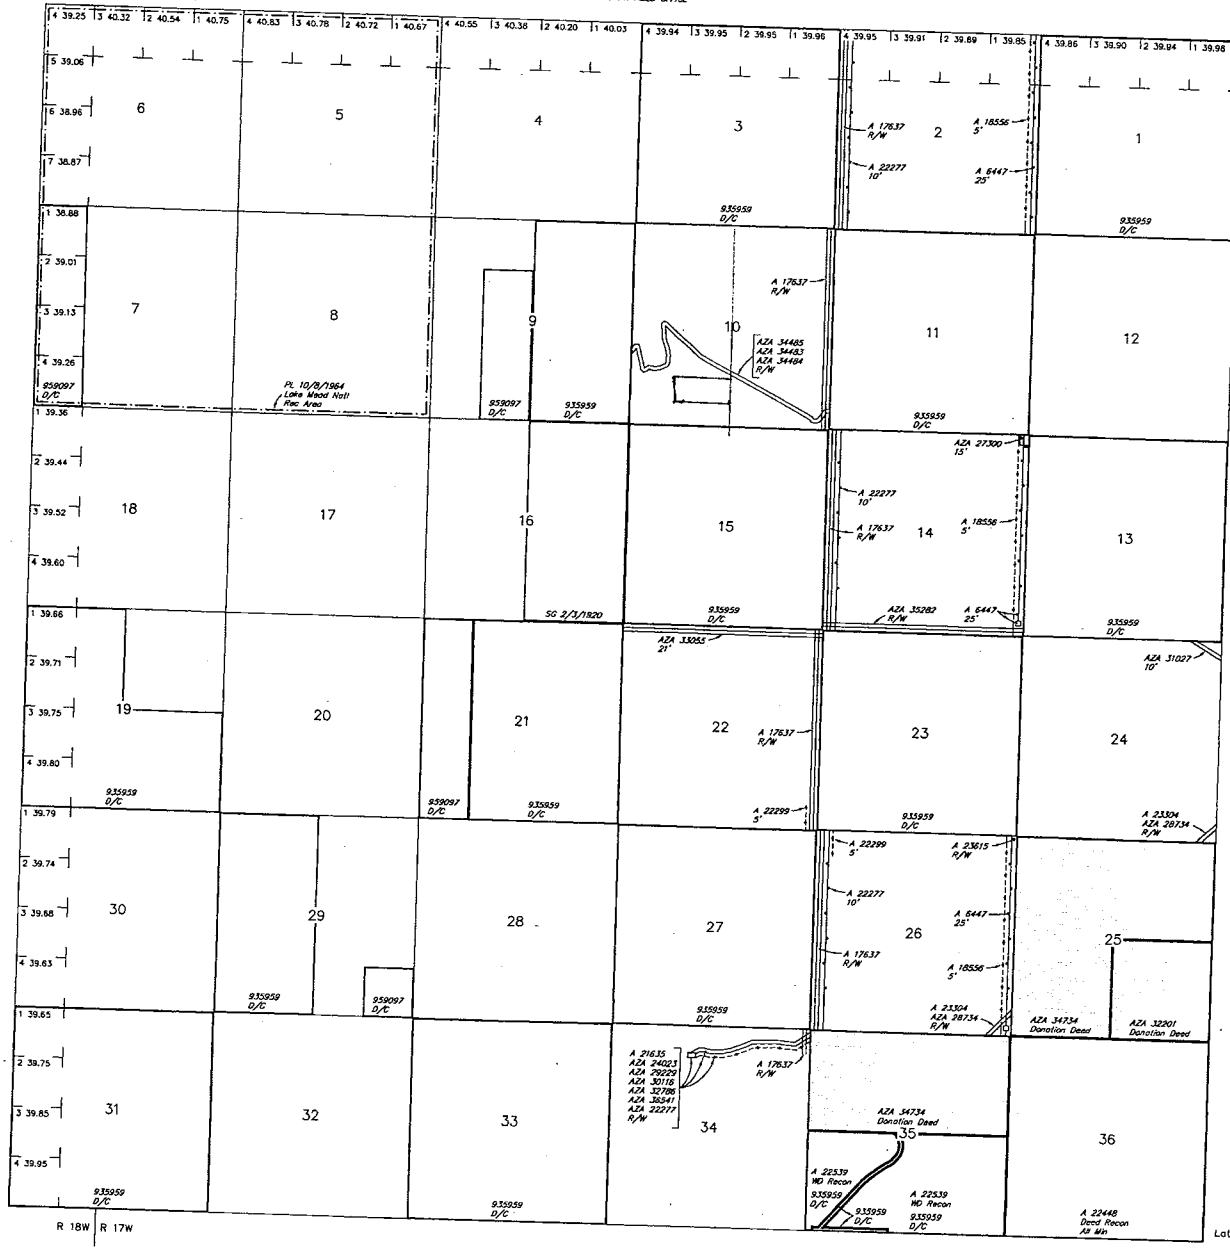 4 39.25 3 40.32 2 40.54 1 40.75 4 40.83 3 40.78 2 40.72 1 40.67 4 40.55 3 40.38 2 40.20 1 40.03 4 39.94 3 39.95 2 39.95 1 39.96 4 39.95 3 39.91 2 39.89 1 39.85 4 39.86 3 39.90 2 39.94 1 39.98
5 39.06
6 38.96
7 38.87
6
5
4
3
A 17637
R/W
A 22277
10'
2
A 18556
5'
A 6447
25'
1
935959
D/C
935959
D/C
1 38.88
2 39.01
3 39.13
4 39.26
959097
D/C
7
8
PL 10/8/1964
Lake Mead Natl
Rec Area
9
959097
D/C
935959
D/C
10
A 17637
R/W
AZA 34485
AZA 34483
AZA 34484
R/W
11
935959
D/C
12
1 39.36
2 39.44
3 39.52
4 39.60
18
17
16
SG 2/3/1920
15
935959
D/C
A 22277
10'
A 17637
R/W
14
AZA 27300
15'
A 18556
5'
AZA 35282
R/W
A 6447
25'
13
935959
D/C
1 39.66
2 39.71
3 39.75
4 39.80
19
935959
D/C
20
21
959097
D/C
935959
D/C
AZA 33055
21'
22
A 17637
R/W
A 22299
5'
23
935959
D/C
AZA 31027
10'
24
A 23304
AZA 28734
R/W
1 39.79
2 39.74
3 39.68
4 39.63
30
29
935959
D/C
959097
D/C
28
27
935959
D/C
A 22299
5'
A 22277
10'
A 17637
R/W
26
A 23615
R/W
A 6447
25'
A 18556
5'
A 23304
AZA 28734
R/W
25
AZA 34734
Donation Deed
AZA 32201
Donation Deed
1 39.65
2 39.75
3 39.85
4 39.95
31
935959
D/C
32
33
935959
D/C
A 21635
AZA 24023
AZA 29229
AZA 30116
AZA 32786
AZA 36541
AZA 22277
R/W
A 17637
R/W
34
AZA 34734
Donation Deed
35
A 22539
WD Recon
935959
D/C
935959
D/C
A 22539
WD Recon
935959
D/C
36
A 22448
Deed Recon
All Min
R 18W R 17W